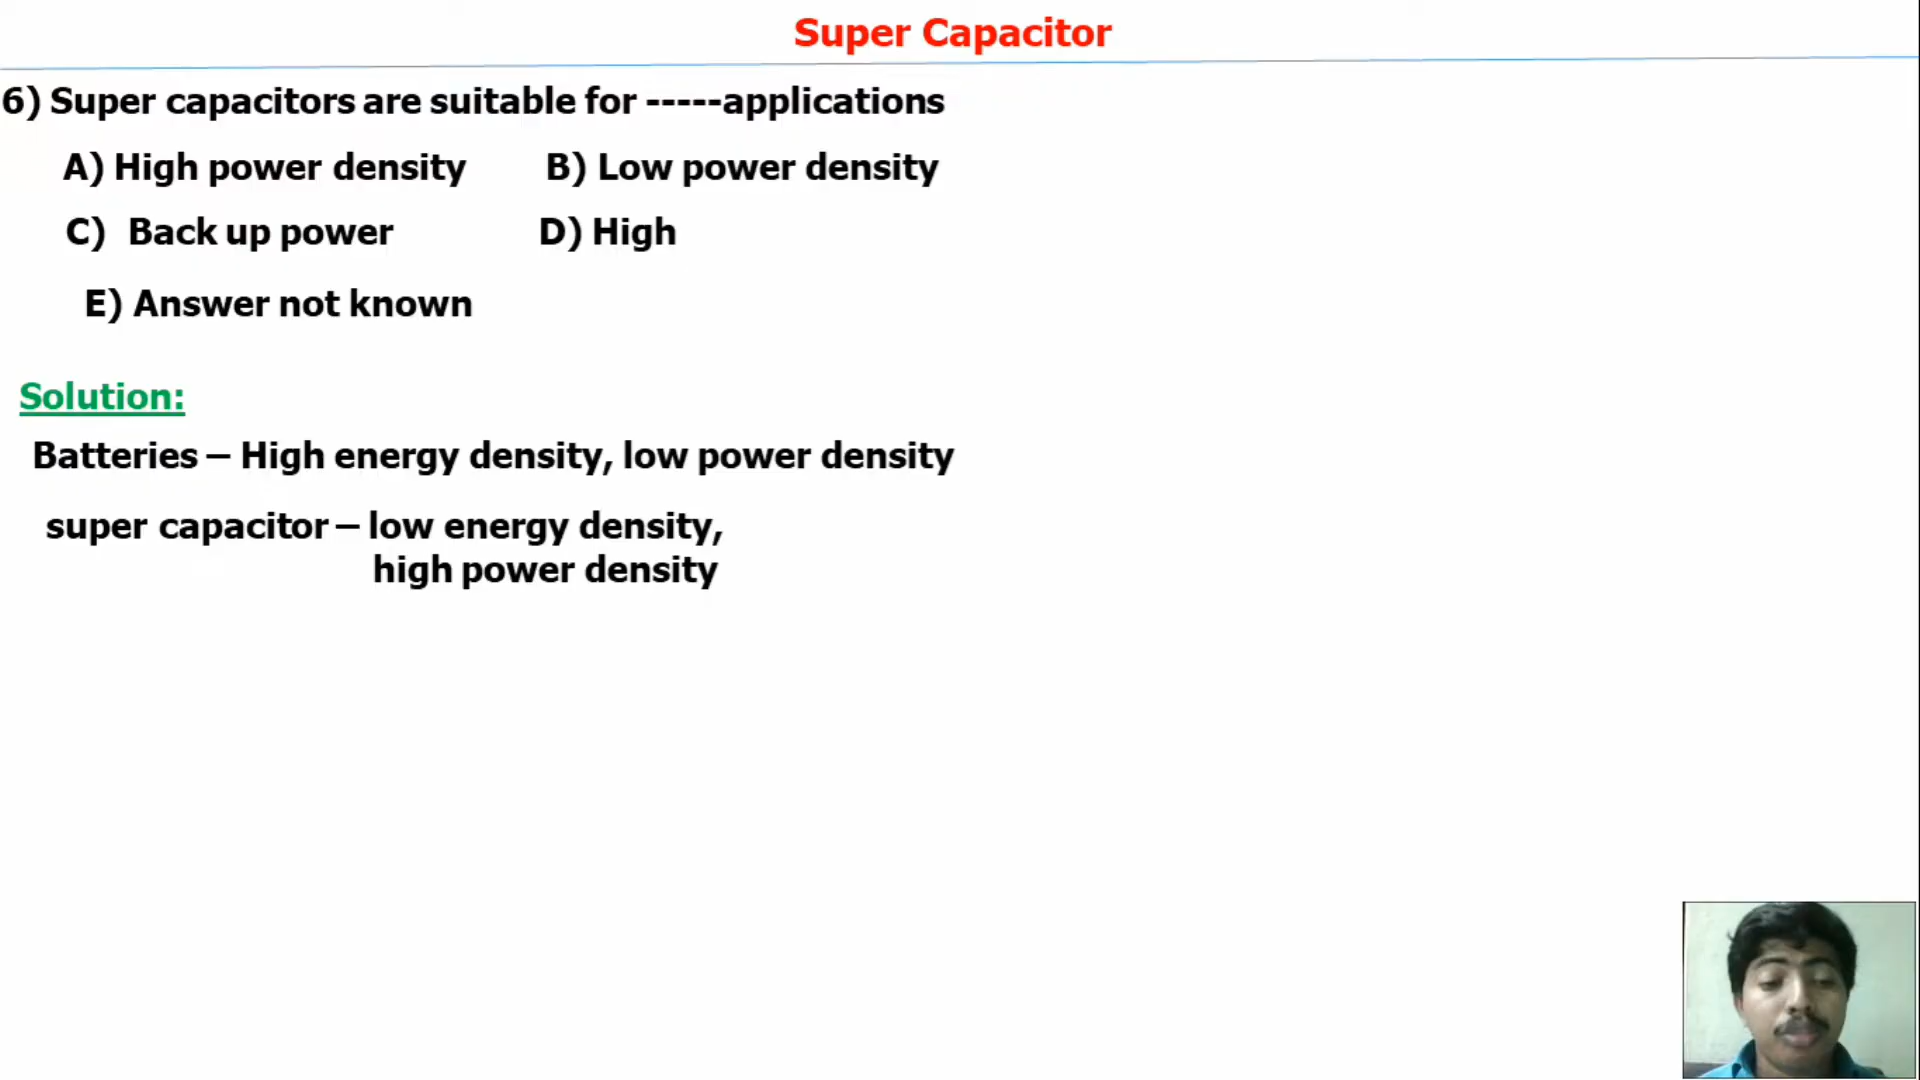 Super Capacitor
6) Super capacitors are suitable for -----applications
A) High power density B) Low power density
C) Back up power D) High
E) Answer not known
Solution:
Batteries – High energy density, low power density
super capacitor – low energy density,
high power density